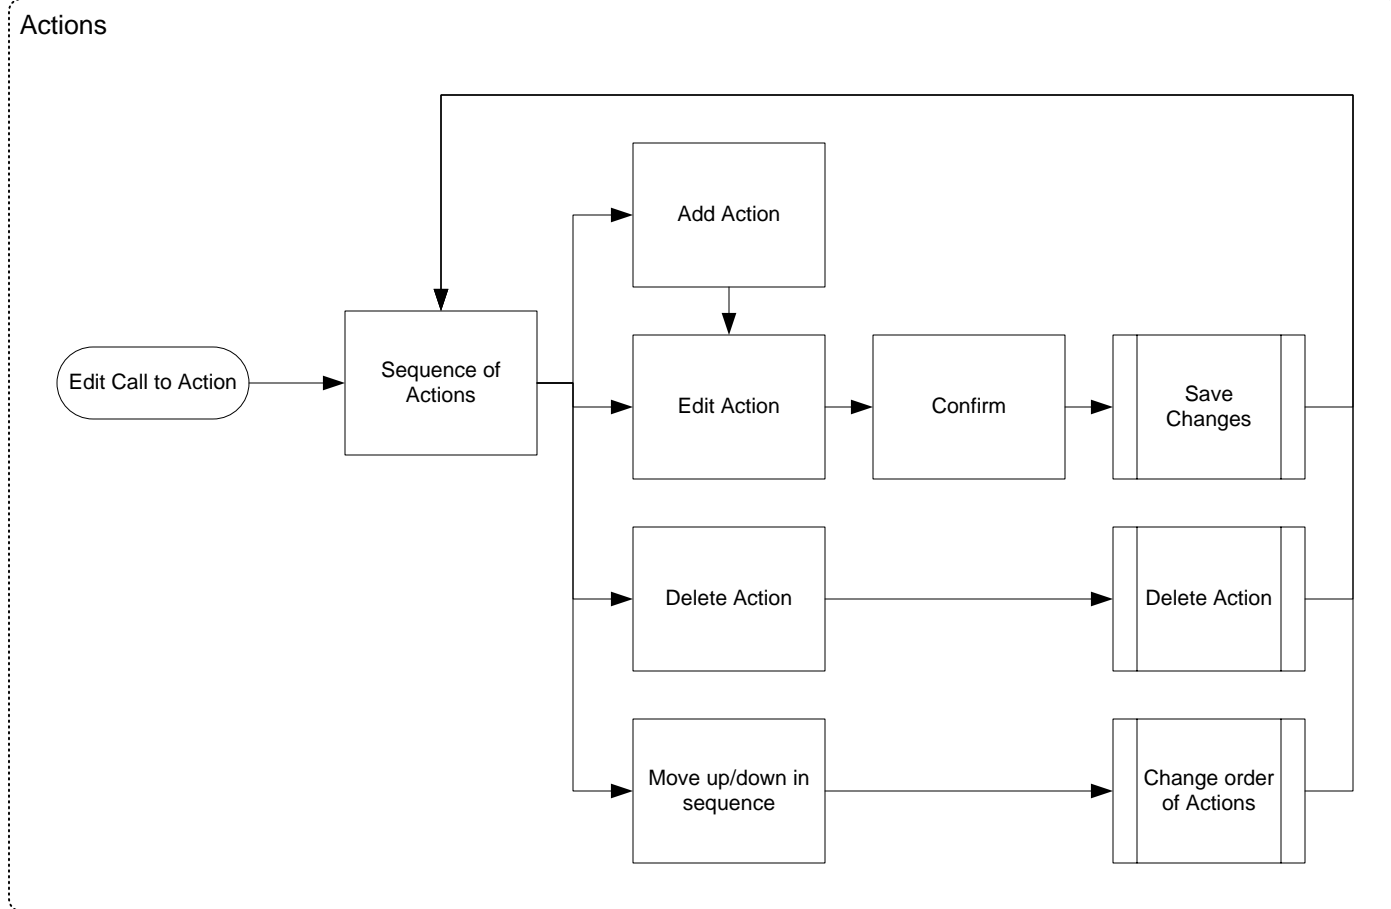 Actions
Add Action
Edit Call to Action
Sequence of
Actions
Edit Action
Confirm
Save
Changes
Delete Action
Delete Action
Move up/down in
sequence
Change order
of Actions